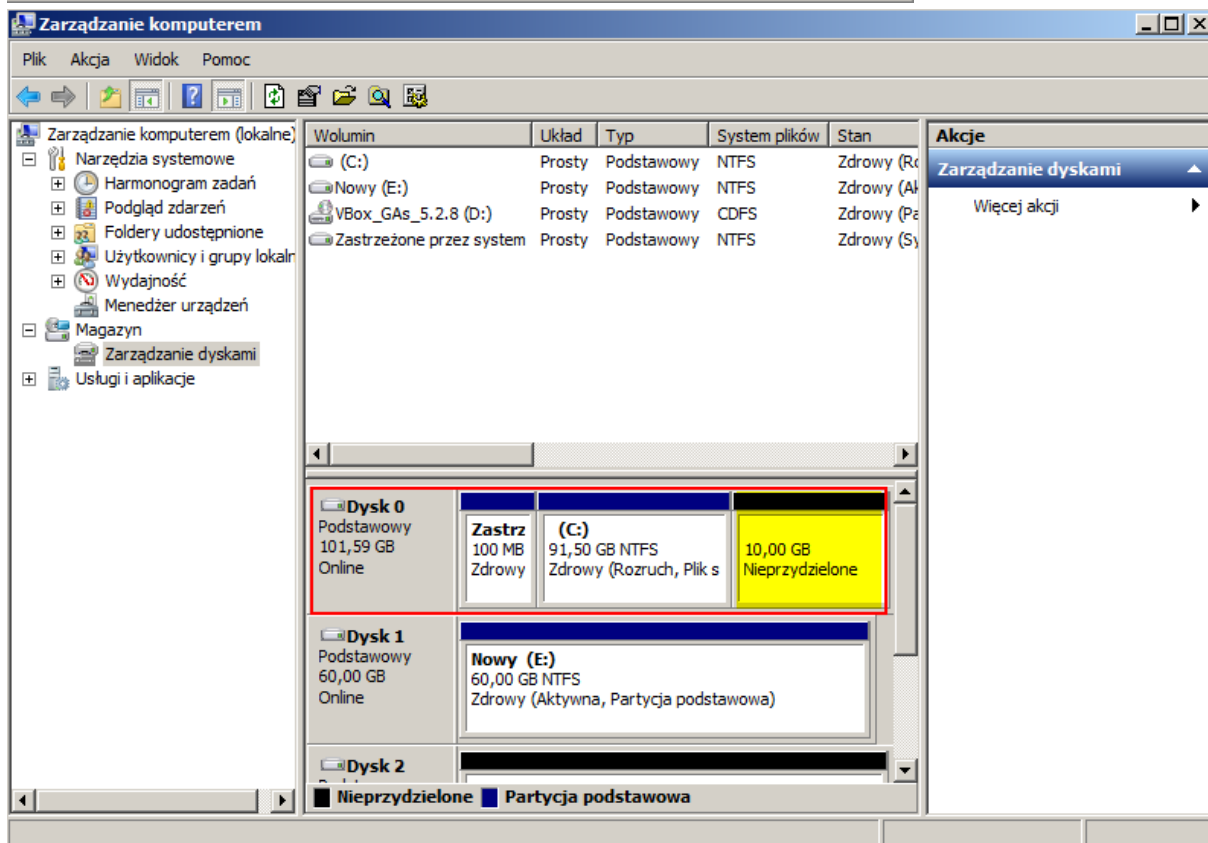 Zarządzanie komputerem
Plik Akcja Widok Pomoc
Zarządzanie komputerem (lokalne)
Narzędzia systemowe
Harmonogram zadań
Podgląd zdarzeń
Foldery udostępnione
Użytkownicy i grupy lokaln
Wydajność
Menedżer urządzeń
Magazyn
Zarządzanie dyskami
Usługi i aplikacje
Wolumin Układ Typ System plików Stan
(C:) Prosty Podstawowy NTFS Zdrowy (Ro
Nowy (E:) Prosty Podstawowy NTFS Zdrowy (Ak
VBox_GAs_5.2.8 (D:) Prosty Podstawowy CDFS Zdrowy (Pa
Zastrzeżone przez system Prosty Podstawowy NTFS Zdrowy (Sy
Akcje
Zarządzanie dyskami
Więcej akcji
Dysk 0
Podstawowy
101,59 GB
Online
Zastrz
100 MB
Zdrowy
(C:)
91,50 GB NTFS
Zdrowy (Rozruch, Plik s
10,00 GB
Nieprzydzielone
Dysk 1
Podstawowy
60,00 GB
Online
Nowy (E:)
60,00 GB NTFS
Zdrowy (Aktywna, Partycja podstawowa)
Dysk 2
Nieprzydzielone Partycja podstawowa